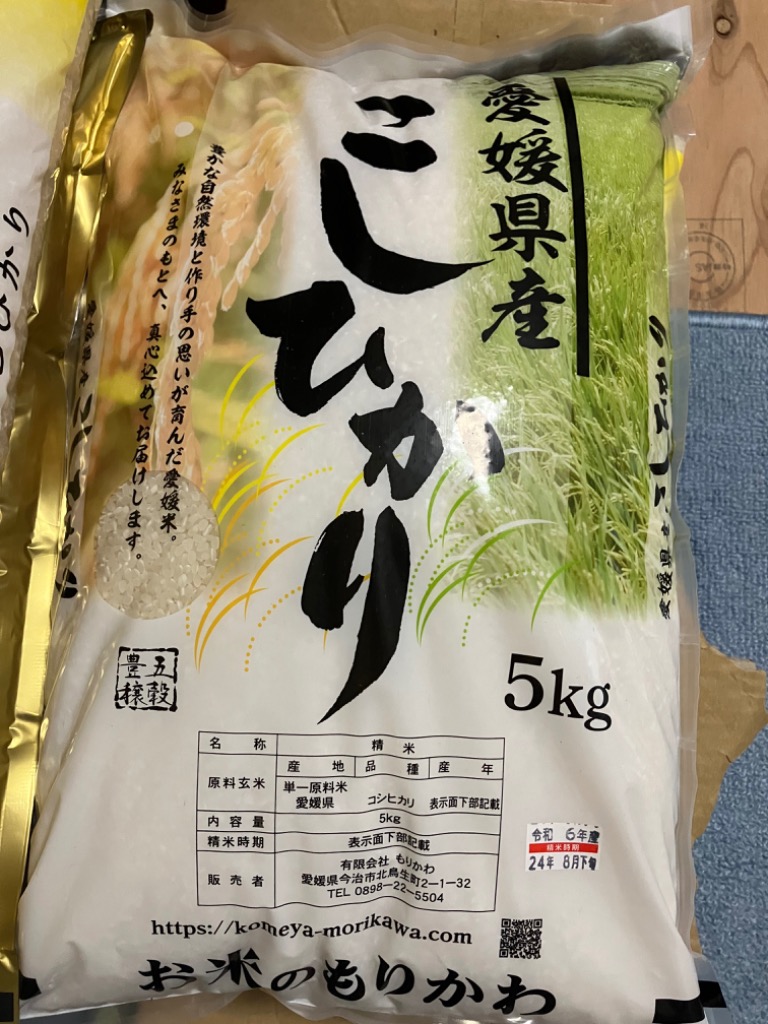 愛媛県産
こしひかり
豊かな自然環境と作り手の思いが育んだ愛媛米。
みなさまのもとへ、真心込めてお届けします。
五穀
豊穣
5kg
名称 精米
原料玄米 産地 品種 産年
単一原料米
愛媛県 コシヒカリ 表示面下部記載
内容量 5kg
精米時期 表示面下部記載
販売者 有限会社 もりかわ
愛媛県今治市北鳥生町2-1-32
TEL 0898-22-5504
令和 6年産
精米時期
24年 8月下旬
https://komeya-morikawa.com
お米のもりかわ